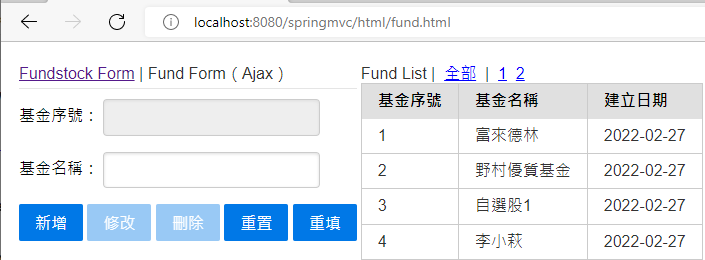 localhost:8080/springmvc/html/fund.html
Fundstock Form | Fund Form ( Ajax )
基金序號：
基金名稱：
新增 修改 刪除 重置 重填
Fund List | 全部 | 1 2
基金序號 基金名稱 建立日期
1 富來德林 2022-02-27
2 野村優質基金 2022-02-27
3 自選股1 2022-02-27
4 李小萩 2022-02-27